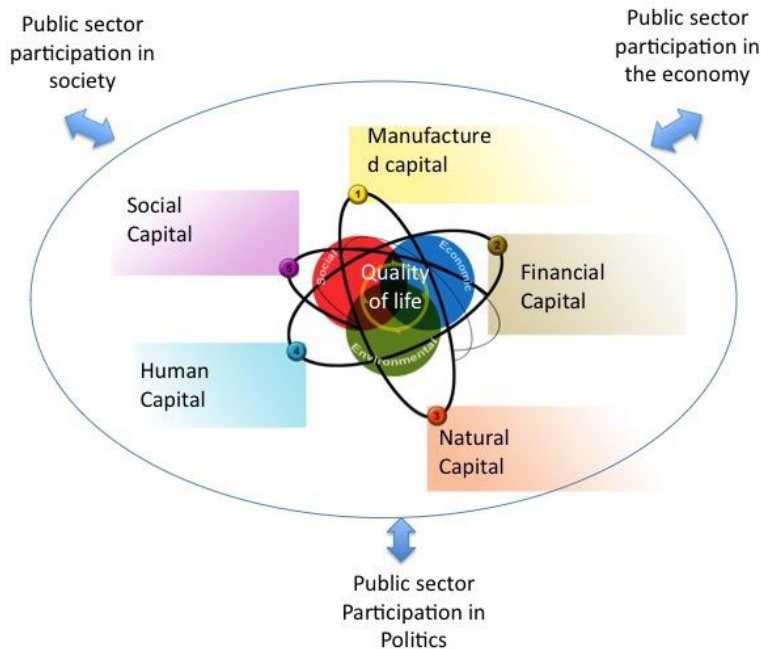 Public sector
participation in
society
Public sector
participation in
the economy
Manufacture
d capital
1
Social
Capital
2
5
Social
Economic
Quality
of life
Financial
Capital
Environmental
4
Human
Capital
3
Natural
Capital
Public sector
Participation in
Politics